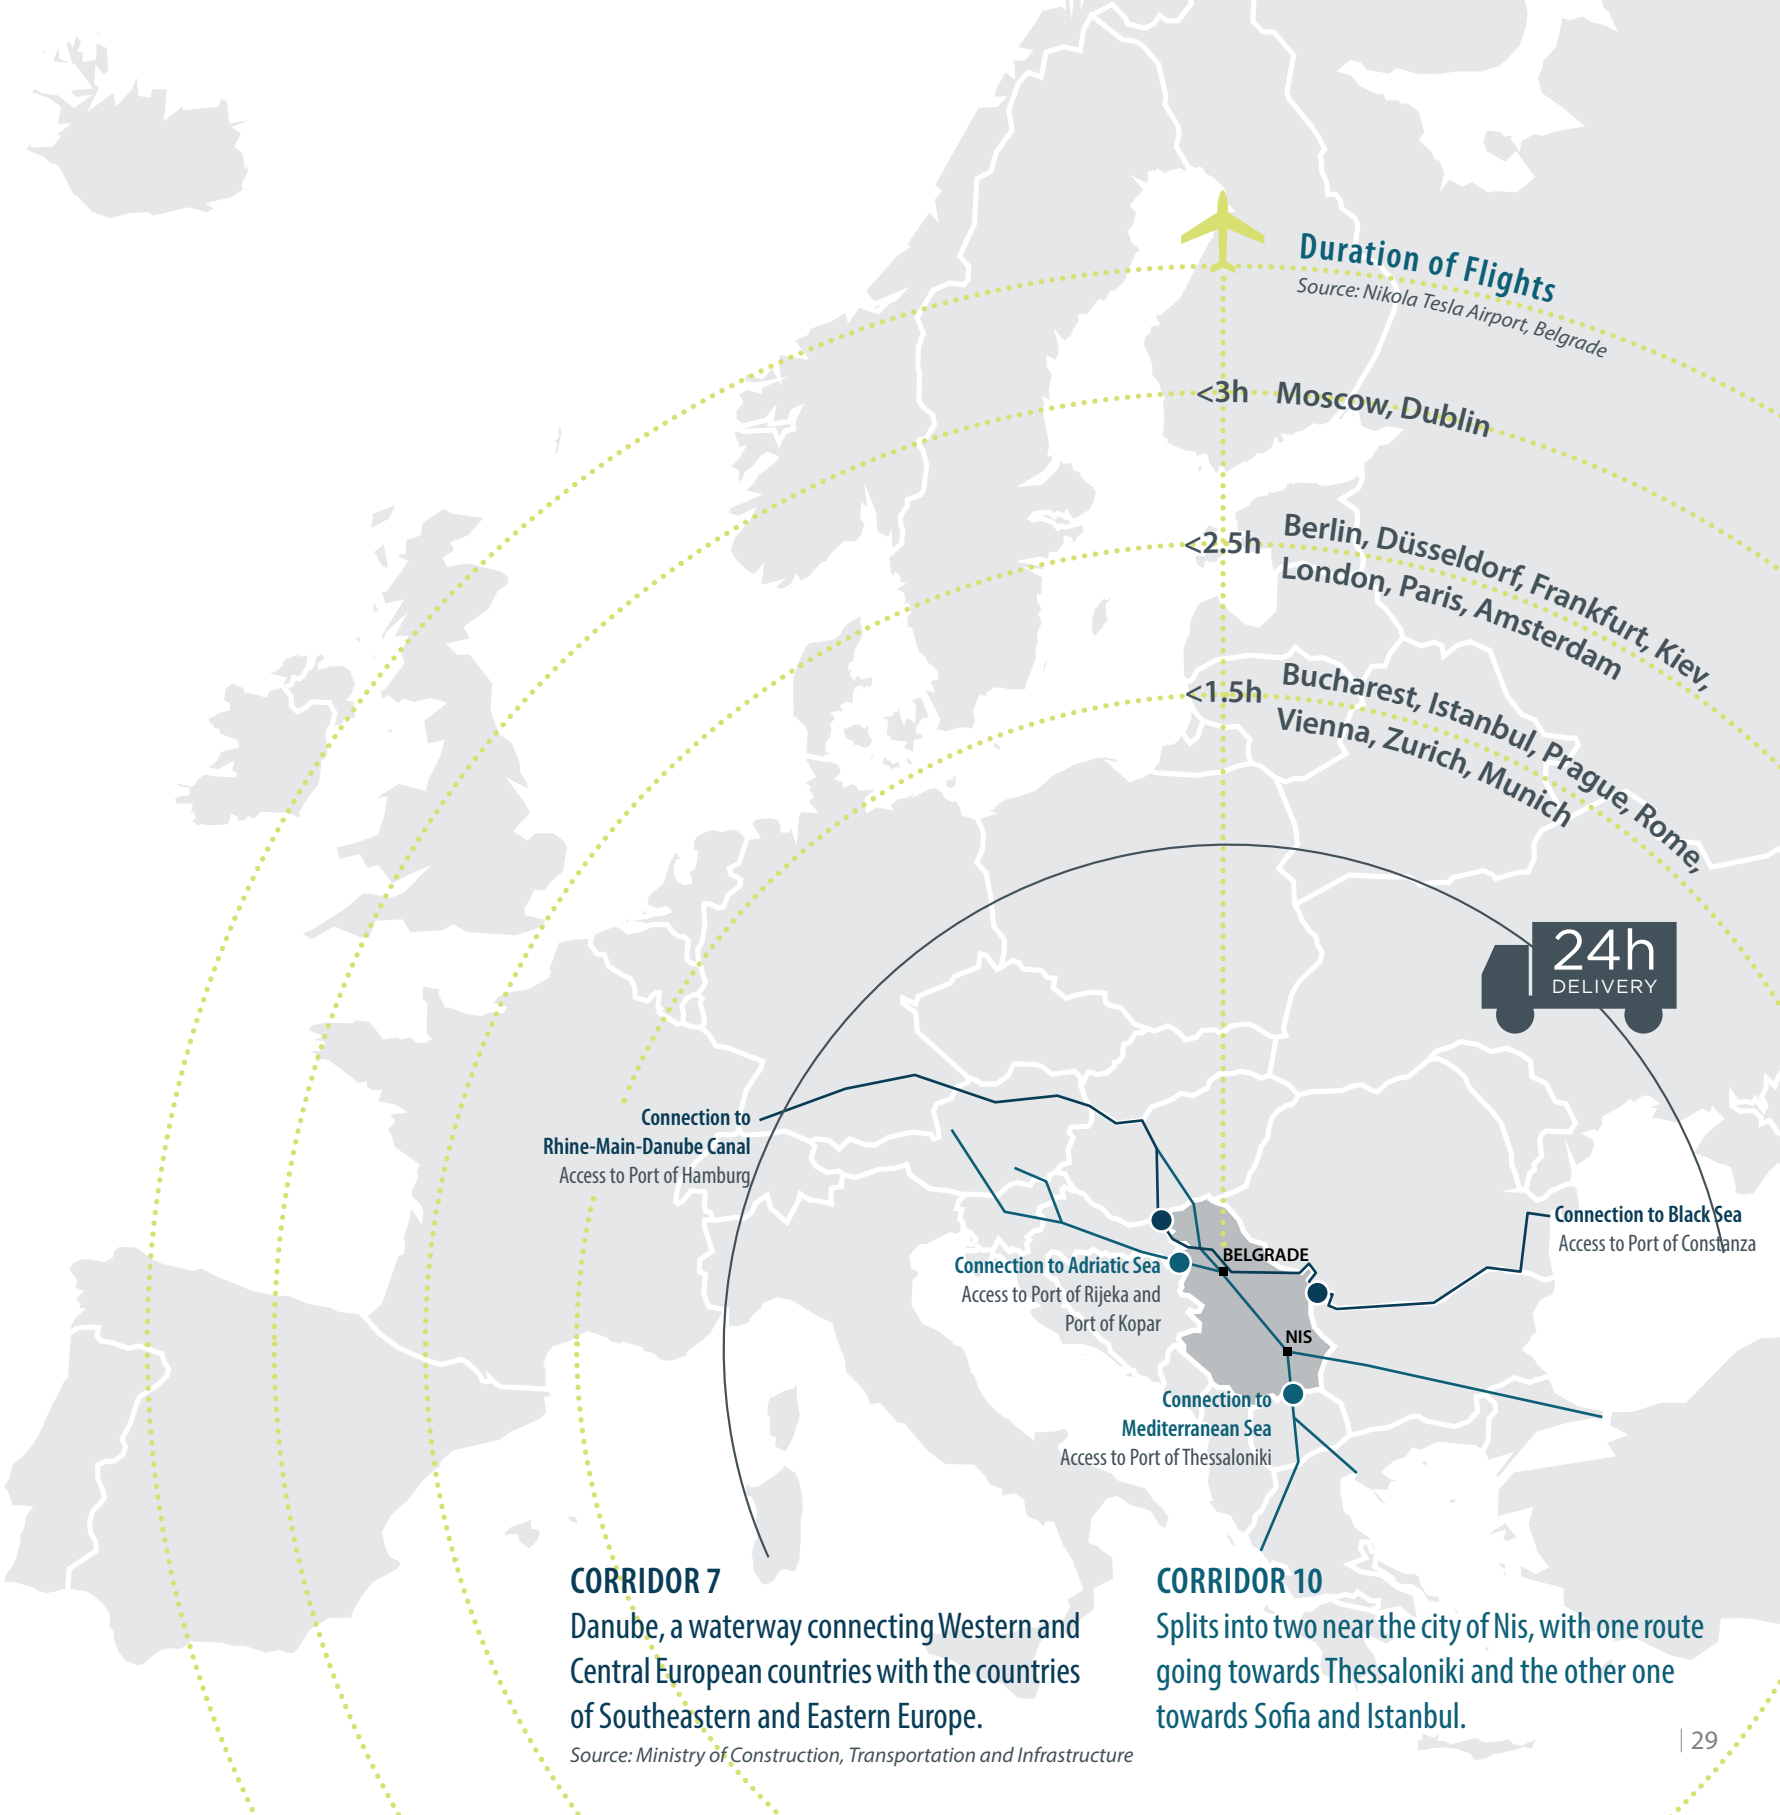 Duration of Flights
Source: Nikola Tesla Airport, Belgrade
<3h Moscow, Dublin
<2.5h Berlin, Düsseldorf, Frankfurt, Kiev,
London, Paris, Amsterdam
<1.5h Bucharest, Istanbul, Prague, Rome,
Vienna, Zurich, Munich
24h
DELIVERY
Connection to
Rhine-Main-Danube Canal
Access to Port of Hamburg
Connection to Black Sea
Access to Port of Constanza
BELGRADE
Connection to Adriatic Sea
Access to Port of Rijeka and
Port of Kopar
NIS
Connection to
Mediterranean Sea
Access to Port of Thessaloniki
CORRIDOR 7
Danube, a waterway connecting Western and
Central European countries with the countries
of Southeastern and Eastern Europe.
Source: Ministry of Construction, Transportation and Infrastructure
CORRIDOR 10
Splits into two near the city of Nis, with one route
going towards Thessaloniki and the other one
towards Sofia and Istanbul.
| 29